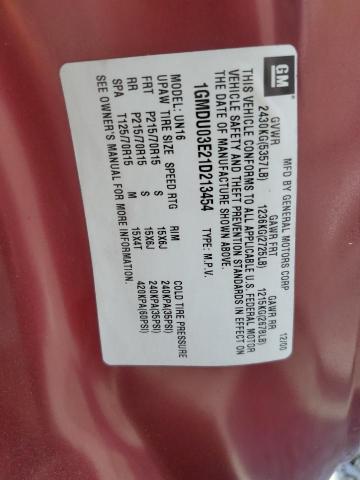 GM
MFD BY GENERAL MOTORS CORP 12/00
GVWR GAWR FRT GAWR RR
2430KG(5357LB) 1236KG(2725LB) 1215KG(2678LB)
THIS VEHICLE CONFORMS TO ALL APPLICABLE U.S. FEDERAL MOTOR
VEHICLE SAFETY AND THEFT PREVENTION STANDARDS IN EFFECT ON
THE DATE OF MANUFACTURE SHOWN ABOVE.
1GMDU03E21D213454 TYPE: M.P.V.
MODEL: UN16
UPAW TIRE SIZE SPEED RTG RIM COLD TIRE PRESSURE
FRT P215/70R15 S 15X6J 240KPA(35PSI)
RR P215/70R15 S 15X6J 240KPA(35PSI)
SPA T125/70R15 15X4T 420KPA(60PSI)
SEE OWNER'S MANUAL FOR MORE INFORMATION.